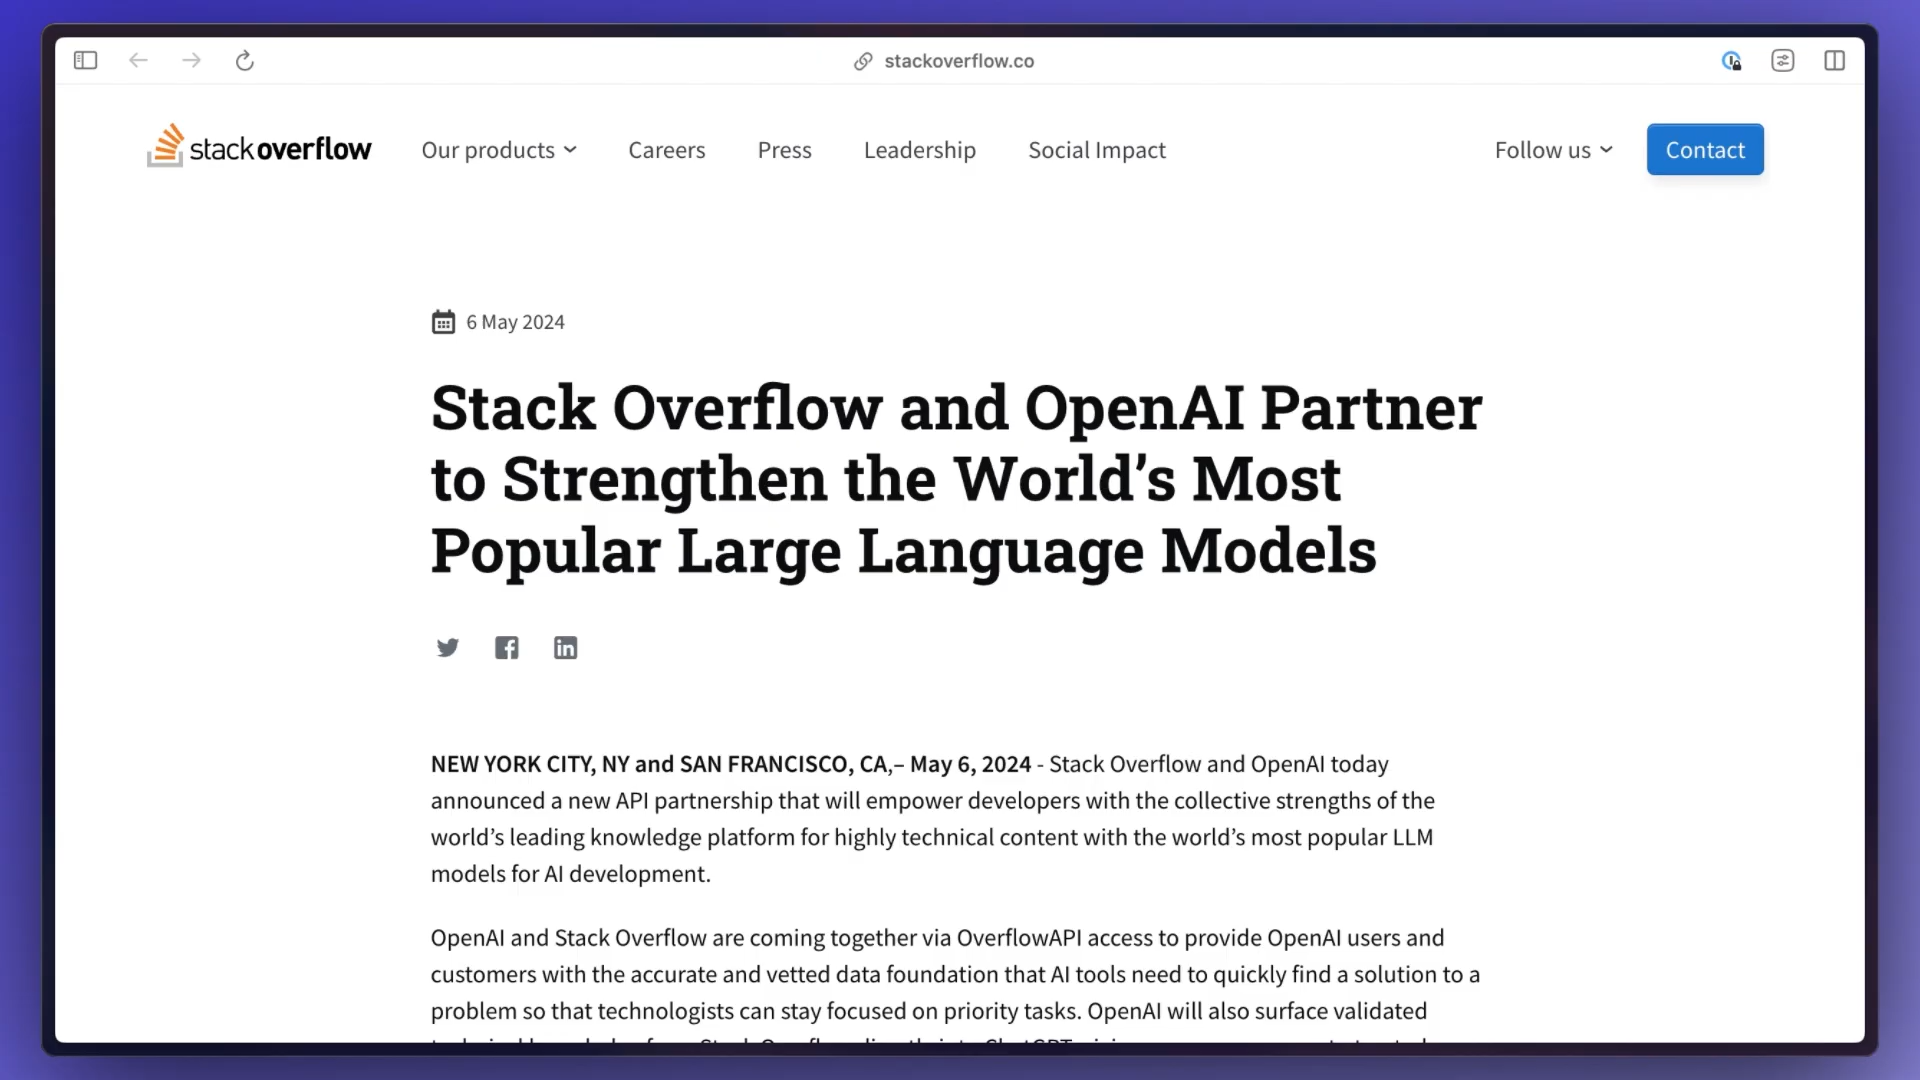 stackoverflow.co
stackoverflow
Our products
Careers
Press
Leadership
Social Impact
Follow us
Contact
6 May 2024
Stack Overflow and OpenAI Partner
to Strengthen the World’s Most
Popular Large Language Models
NEW YORK CITY, NY and SAN FRANCISCO, CA,– May 6, 2024 - Stack Overflow and OpenAI today
announced a new API partnership that will empower developers with the collective strengths of the
world’s leading knowledge platform for highly technical content with the world’s most popular LLM
models for AI development.
OpenAI and Stack Overflow are coming together via OverflowAPI access to provide OpenAI users and
customers with the accurate and vetted data foundation that AI tools need to quickly find a solution to a
problem so that technologists can stay focused on priority tasks. OpenAI will also surface validated